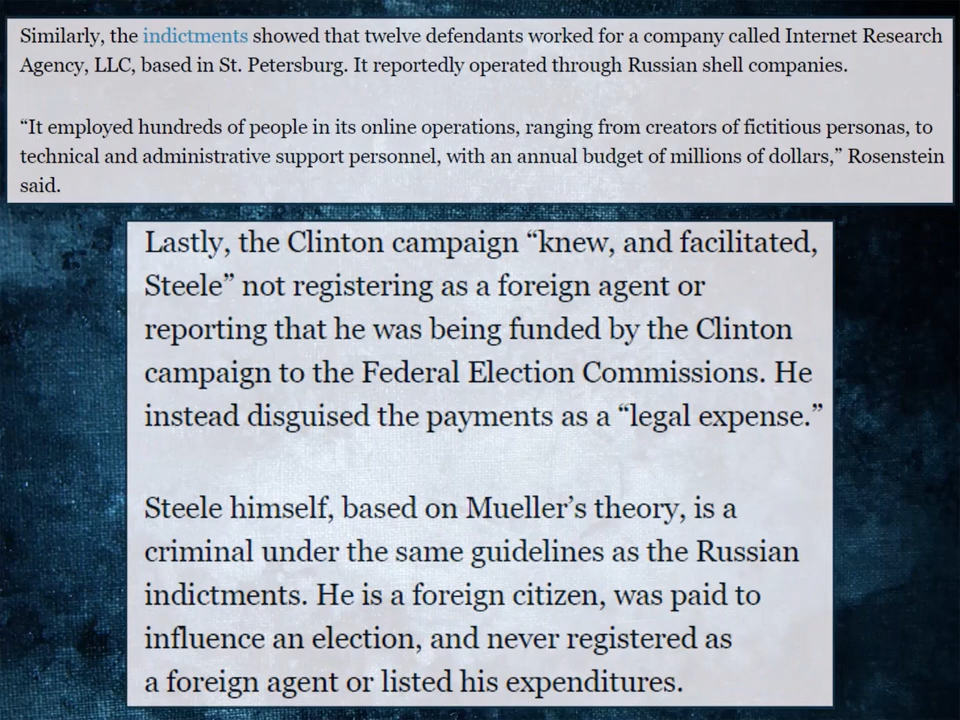 Similarly, the indictments showed that twelve defendants worked for a company called Internet Research
Agency, LLC, based in St. Petersburg. It reportedly operated through Russian shell companies.
“It employed hundreds of people in its online operations, ranging from creators of fictitious personas, to
technical and administrative support personnel, with an annual budget of millions of dollars,” Rosenstein
said.
Lastly, the Clinton campaign “knew, and facilitated,
Steele” not registering as a foreign agent or
reporting that he was being funded by the Clinton
campaign to the Federal Election Commissions. He
instead disguised the payments as a “legal expense.”
Steele himself, based on Mueller’s theory, is a
criminal under the same guidelines as the Russian
indictments. He is a foreign citizen, was paid to
influence an election, and never registered as
a foreign agent or listed his expenditures.